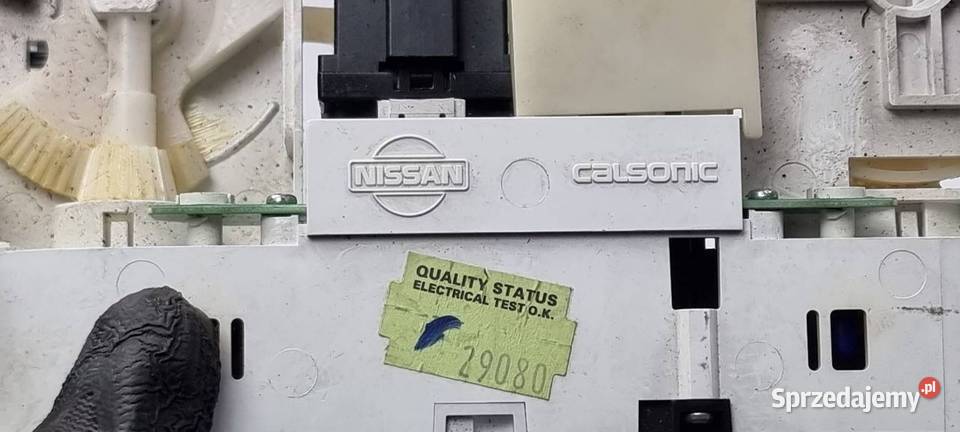 NISSAN
calsonic
QUALITY STATUS
ELECTRICAL TEST O.K.
29080
Sprzedajemy.pl